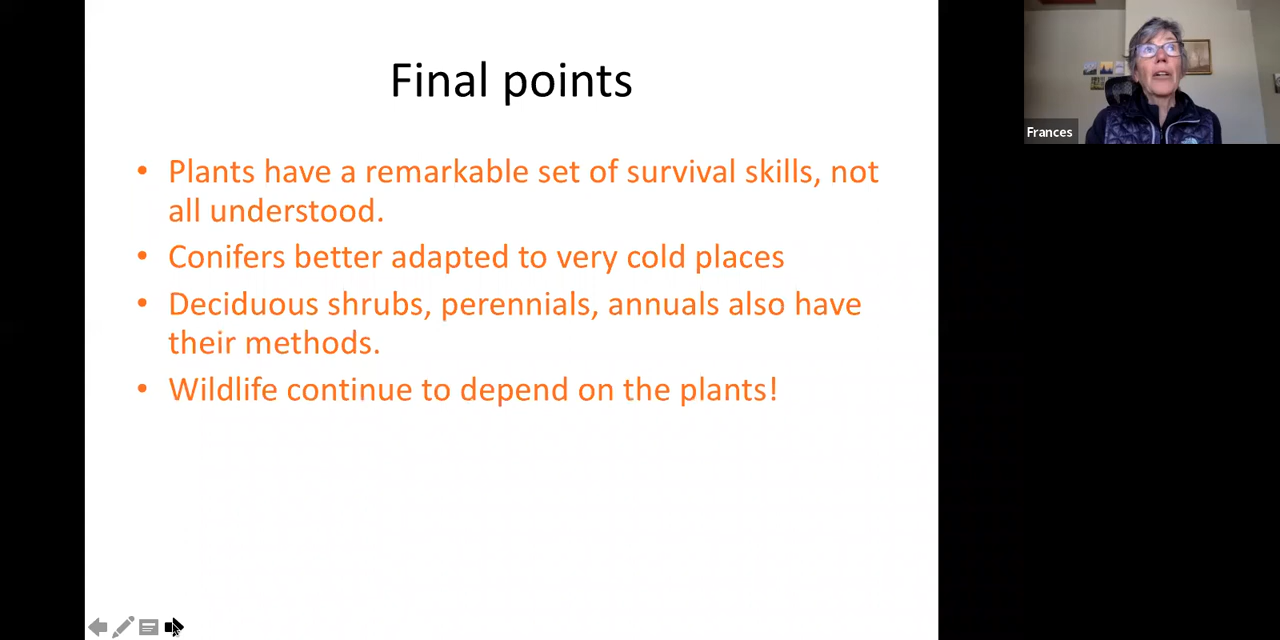 Final points
• Plants have a remarkable set of survival skills, not
all understood.
• Conifers better adapted to very cold places
• Deciduous shrubs, perennials, annuals also have
their methods.
• Wildlife continue to depend on the plants!
Frances